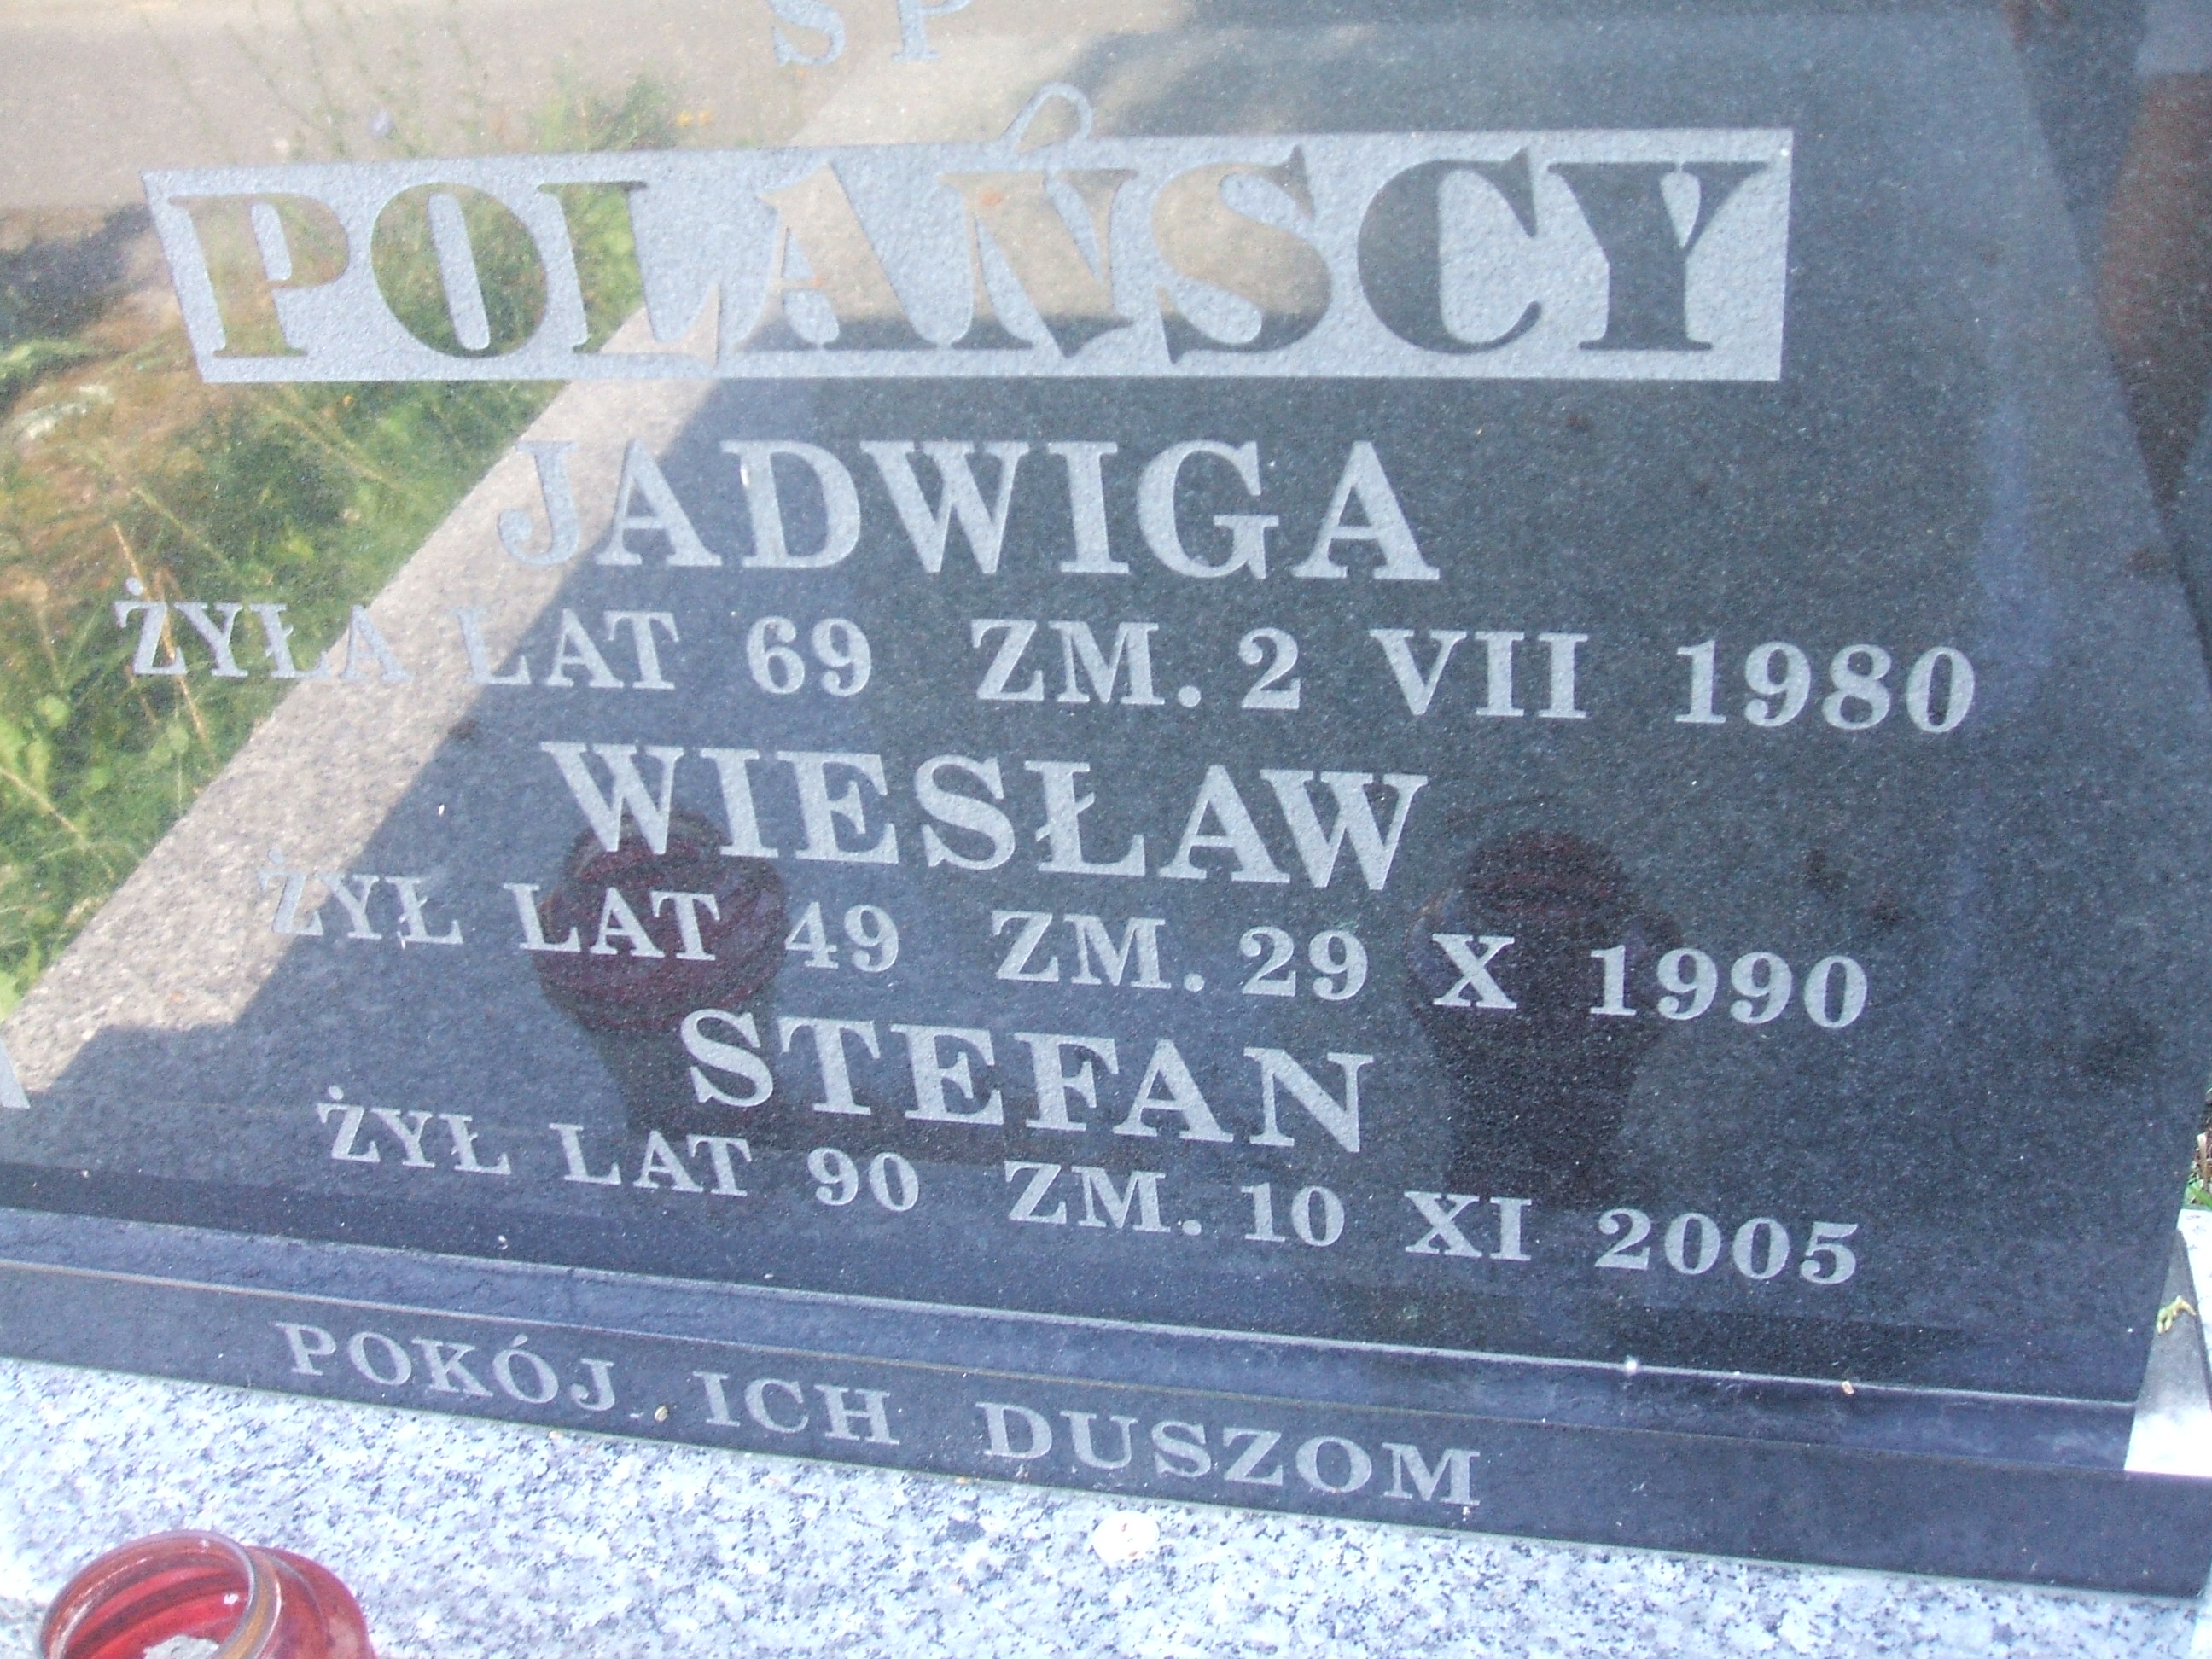 SP
POLAŃSCY
JADWIGA
ŻYŁA LAT 69 ZM. 2 VII 1980
WIESŁAW
ŻYŁ LAT 49 ZM. 29 X 1990
STEFAN
ŻYŁ LAT 90 ZM. 10 XI 2005
POKÓJ ICH DUSZOM